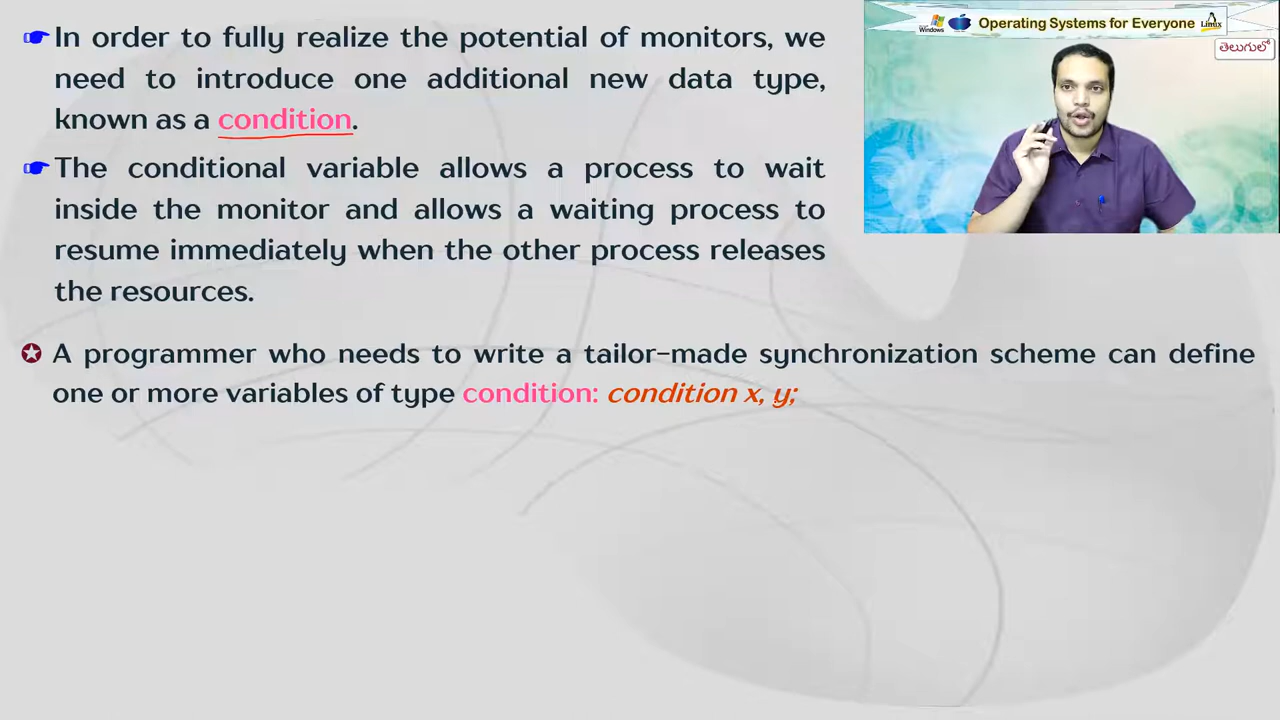 In order to fully realize the potential of monitors, we
need to introduce one additional new data type,
known as a condition.
The conditional variable allows a process to wait
inside the monitor and allows a waiting process to
resume immediately when the other process releases
the resources.
A programmer who needs to write a tailor-made synchronization scheme can define
one or more variables of type condition: condition x, y;
Windows
Operating Systems for Everyone
Linux
తెలుగులో